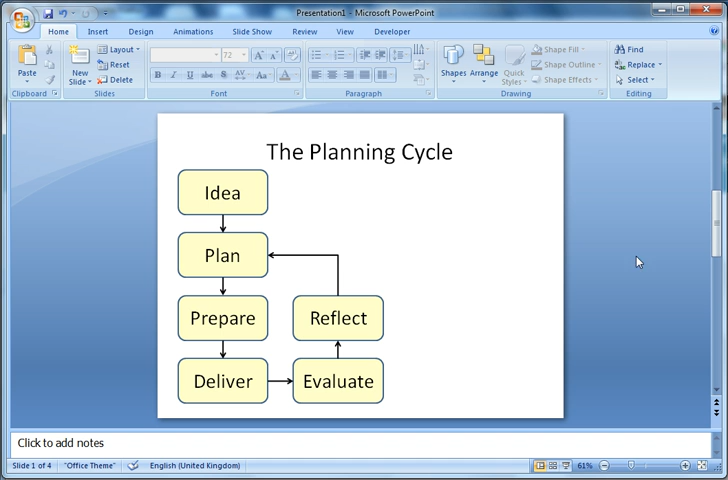 Presentation1 - Microsoft PowerPoint
Home Insert Design Animations Slide Show Review View Developer
Paste
Clipboard
New Slide
Layout
Reset
Delete
Slides
72
B I U abe S AV Aa A
Font
Paragraph
Shapes
Arrange
Quick Styles
Shape Fill
Shape Outline
Shape Effects
Drawing
Find
Replace
Select
Editing
The Planning Cycle
Idea
Plan
Prepare
Reflect
Deliver
Evaluate
Click to add notes
Slide 1 of 4 "Office Theme" English (United Kingdom) 61%